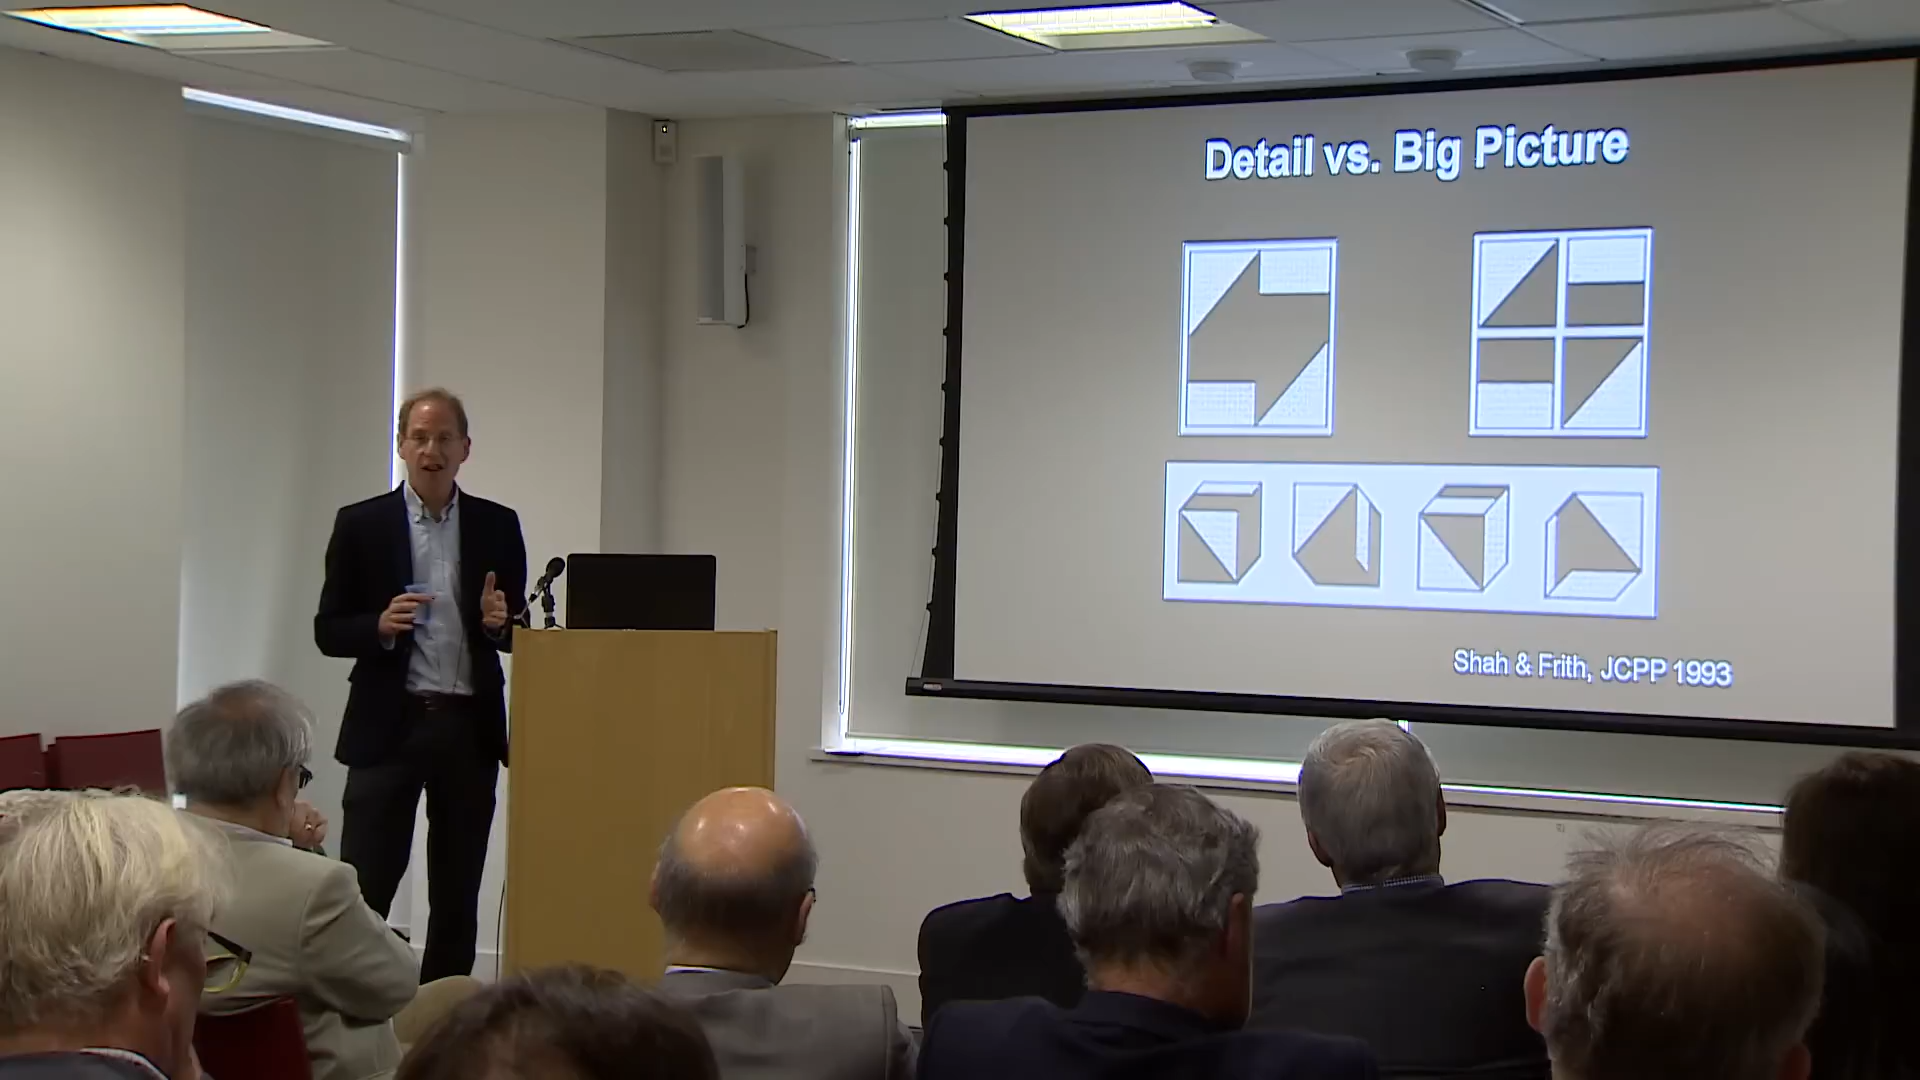 Detail vs. Big Picture
Shah & Frith, JCPP 1993